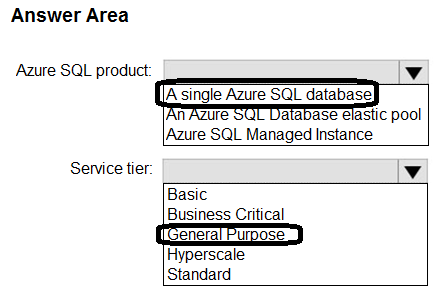 Answer Area
Azure SQL product:
A single Azure SQL database
An Azure SQL Database elastic pool
Azure SQL Managed Instance
Service tier:
Basic
Business Critical
General Purpose
Hyperscale
Standard